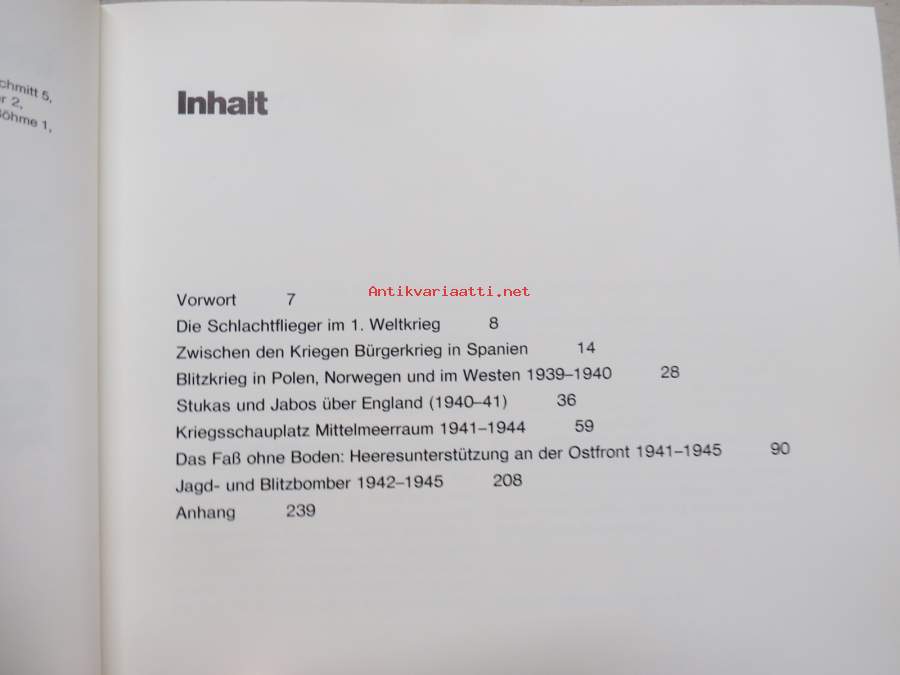 chmitt 5,
r 2,
öhme 1,
Inhalt
Antikvariaatti.net
Vorwort 7
Die Schlachtflieger im 1. Weltkrieg 8
Zwischen den Kriegen Bürgerkrieg in Spanien 14
Blitzkrieg in Polen, Norwegen und im Westen 1939–1940 28
Stukas und Jabos über England (1940–41) 36
Kriegsschauplatz Mittelmeerraum 1941–1944 59
Das Faß ohne Boden: Heeresunterstützung an der Ostfront 1941–1945 90
Jagd- und Blitzbomber 1942–1945 208
Anhang 239